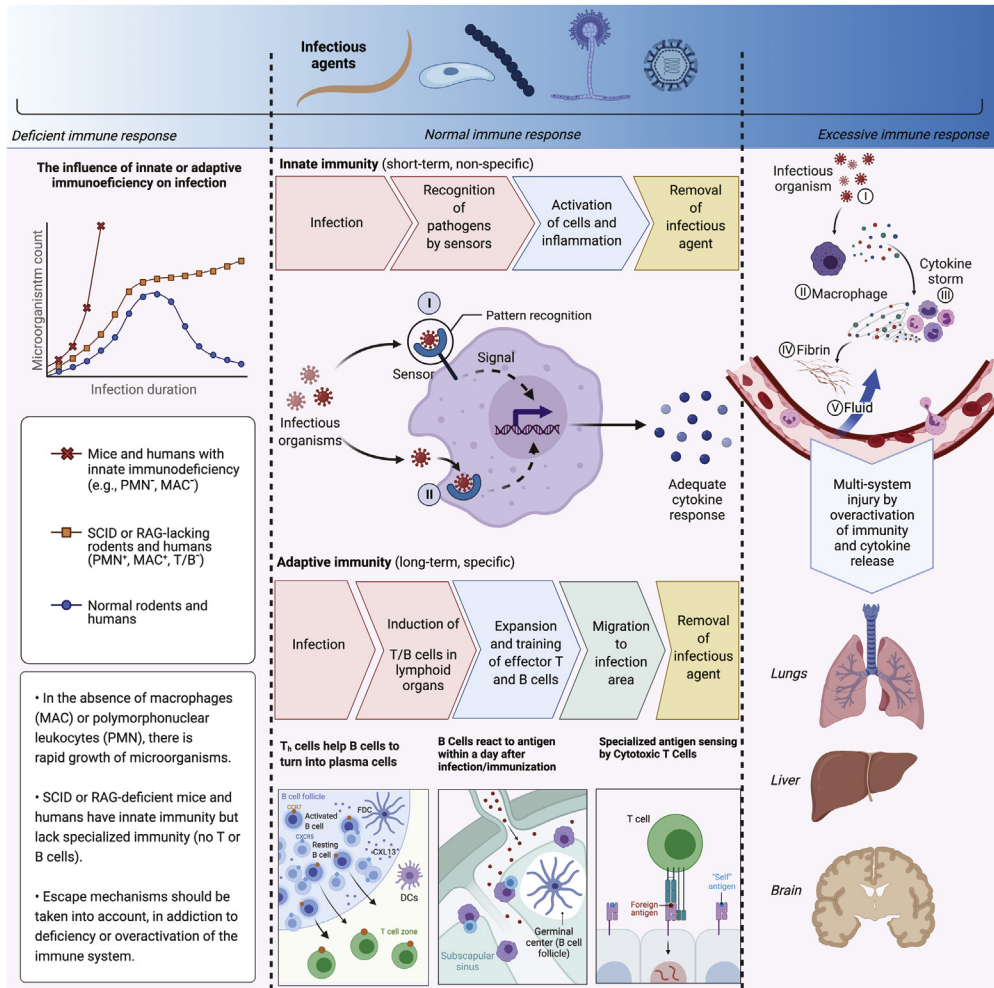 Infectious
agents
Deficient immune response
Normal immune response
Excessive immune response
The influence of innate or adaptive
immunoeficiency on infection
Microorganisntm count
Infection duration
Mice and humans with
innate immunodeficiency
(e.g., PMN⁻, MAC⁻)
SCID or RAG-lacking
rodents and humans
(PMN⁺, MAC⁺, T/B⁻)
Normal rodents and
humans
• In the absence of macrophages
(MAC) or polymorphonuclear
leukocytes (PMN), there is
rapid growth of microorganisms.
• SCID or RAG-deficient mice and
humans have innate immunity but
lack specialized immunity (no T or
B cells).
• Escape mechanisms should be
taken into account, in addiction to
deficiency or overactivation of the
immune system.
Innate immunity (short-term, non-specific)
Infection
Recognition
of
pathogens
by sensors
Activation
of cells and
inflammation
Removal
of
infectious
agent
I
Pattern recognition
Sensor
Signal
Infectious
organisms
II
Adequate
cytokine
response
Adaptive immunity (long-term, specific)
Infection
Induction of
T/B cells in
lymphoid
organs
Expansion
and training
of effector T
and B cells
Migration
to
infection
area
Removal
of
infectious
agent
Tₕ cells help B cells to
turn into plasma cells
B cell follicle
CCR7
Activated
B cell
FDC
CXCR5
Resting
B cell
CXL13⁺
DCs
T cell zone
B Cells react to antigen
within a day after
infection/immunization
Germinal
center (B cell
follicle)
Subscapular
sinus
Specialized antigen sensing
by Cytotoxic T Cells
T cell
"Self"
antigen
Foreign
antigen
Infectious
organism
I
II Macrophage
Cytokine
storm
III
IV Fibrin
V Fluid
Multi-system
injury by
overactivation
of immunity
and cytokine
release
Lungs
Liver
Brain